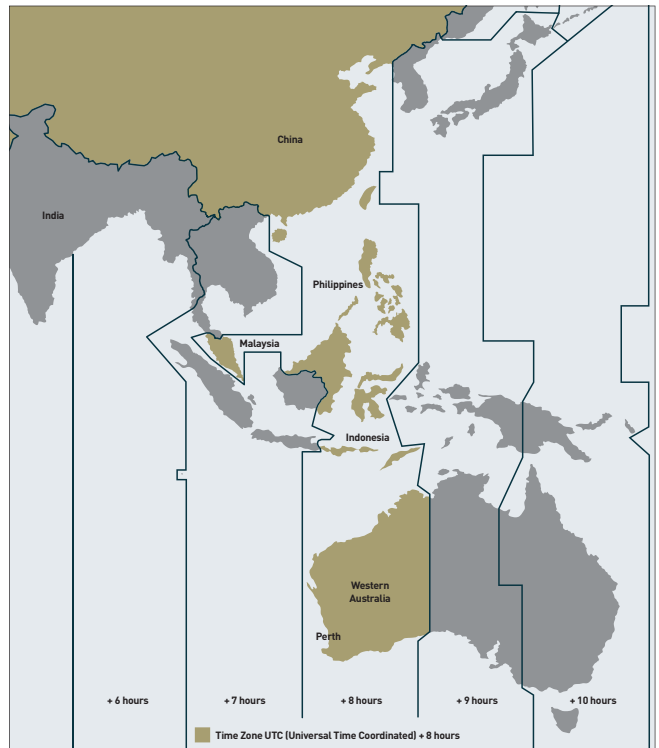 China
India
Philippines
Malaysia
Indonesia
Western
Australia
Perth
+ 6 hours
+ 7 hours
+ 8 hours
+ 9 hours
+ 10 hours
Time Zone UTC (Universal Time Coordinated) + 8 hours